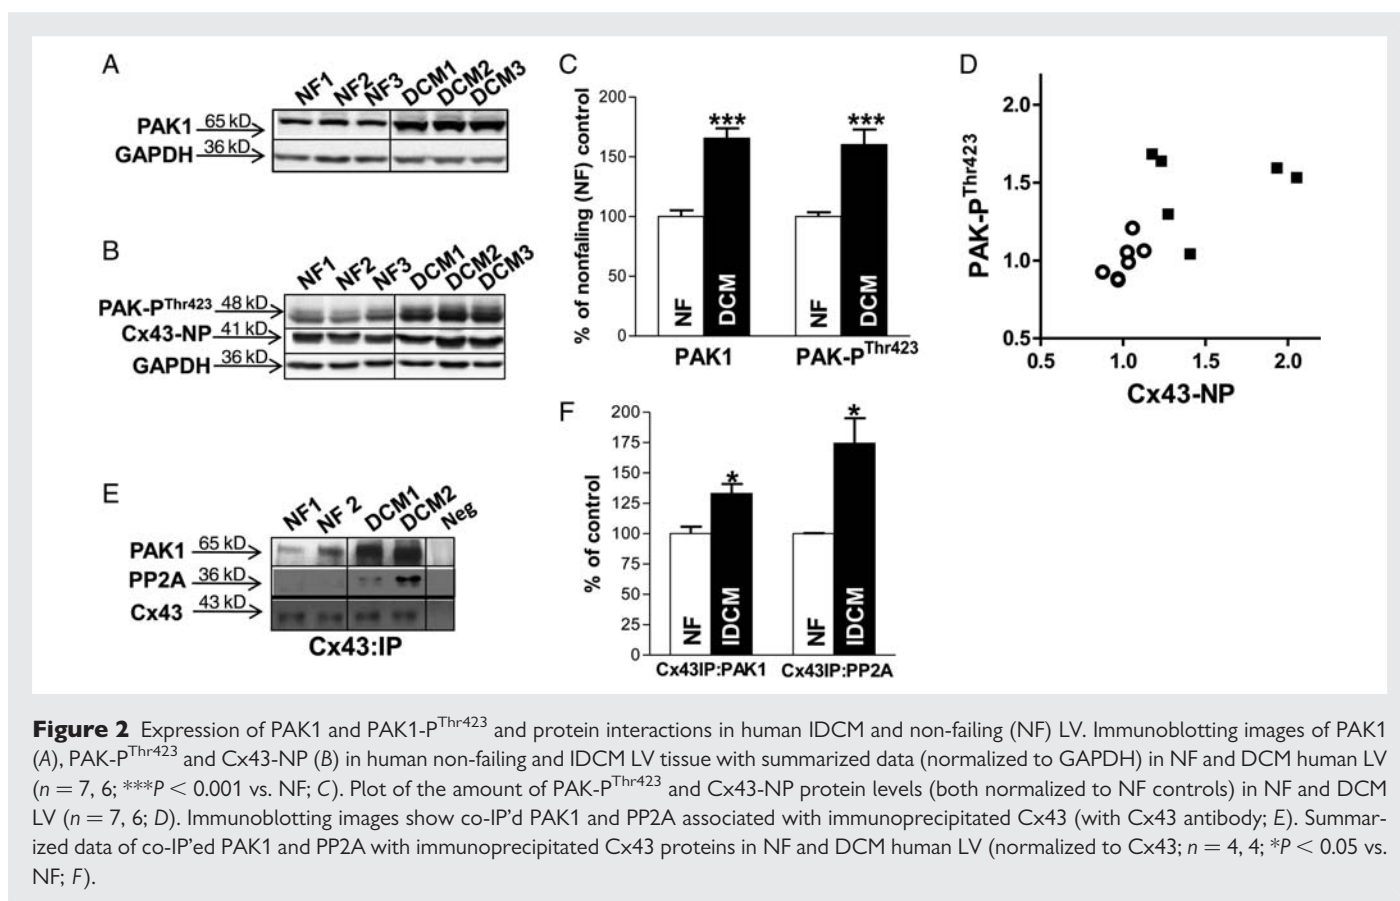 A
NF1 NF2 NF3 DCM1 DCM2 DCM3
PAK1 65 kD
GAPDH 36 kD
B
NF1 NF2 NF3 DCM1 DCM2 DCM3
PAK-P^Thr423 48 kD
Cx43-NP 41 kD
GAPDH 36 kD
C
% of nonfaling (NF) control
200
150
100
50
0
*** ***
NF DCM NF DCM
PAK1 PAK-P^Thr423
D
PAK-P^Thr423
2.0
1.5
1.0
0.5
0.5 1.0 1.5 2.0
Cx43-NP
E
NF1 NF 2 DCM1 DCM2 Neg
PAK1 65 kD
PP2A 36 kD
Cx43 43 kD
Cx43:IP
F
% of control
200
175
150
125
100
75
50
25
0
* *
NF IDCM NF IDCM
Cx43IP:PAK1 Cx43IP:PP2A
Figure 2 Expression of PAK1 and PAK1-P^Thr423 and protein interactions in human IDCM and non-failing (NF) LV. Immunoblotting images of PAK1
(A), PAK-P^Thr423 and Cx43-NP (B) in human non-failing and IDCM LV tissue with summarized data (normalized to GAPDH) in NF and DCM human LV
(n = 7, 6; ***P < 0.001 vs. NF; C). Plot of the amount of PAK-P^Thr423 and Cx43-NP protein levels (both normalized to NF controls) in NF and DCM
LV (n = 7, 6; D). Immunoblotting images show co-IP'd PAK1 and PP2A associated with immunoprecipitated Cx43 (with Cx43 antibody; E). Summar-
ized data of co-IP'ed PAK1 and PP2A with immunoprecipitated Cx43 proteins in NF and DCM human LV (normalized to Cx43; n = 4, 4; *P < 0.05 vs.
NF; F).